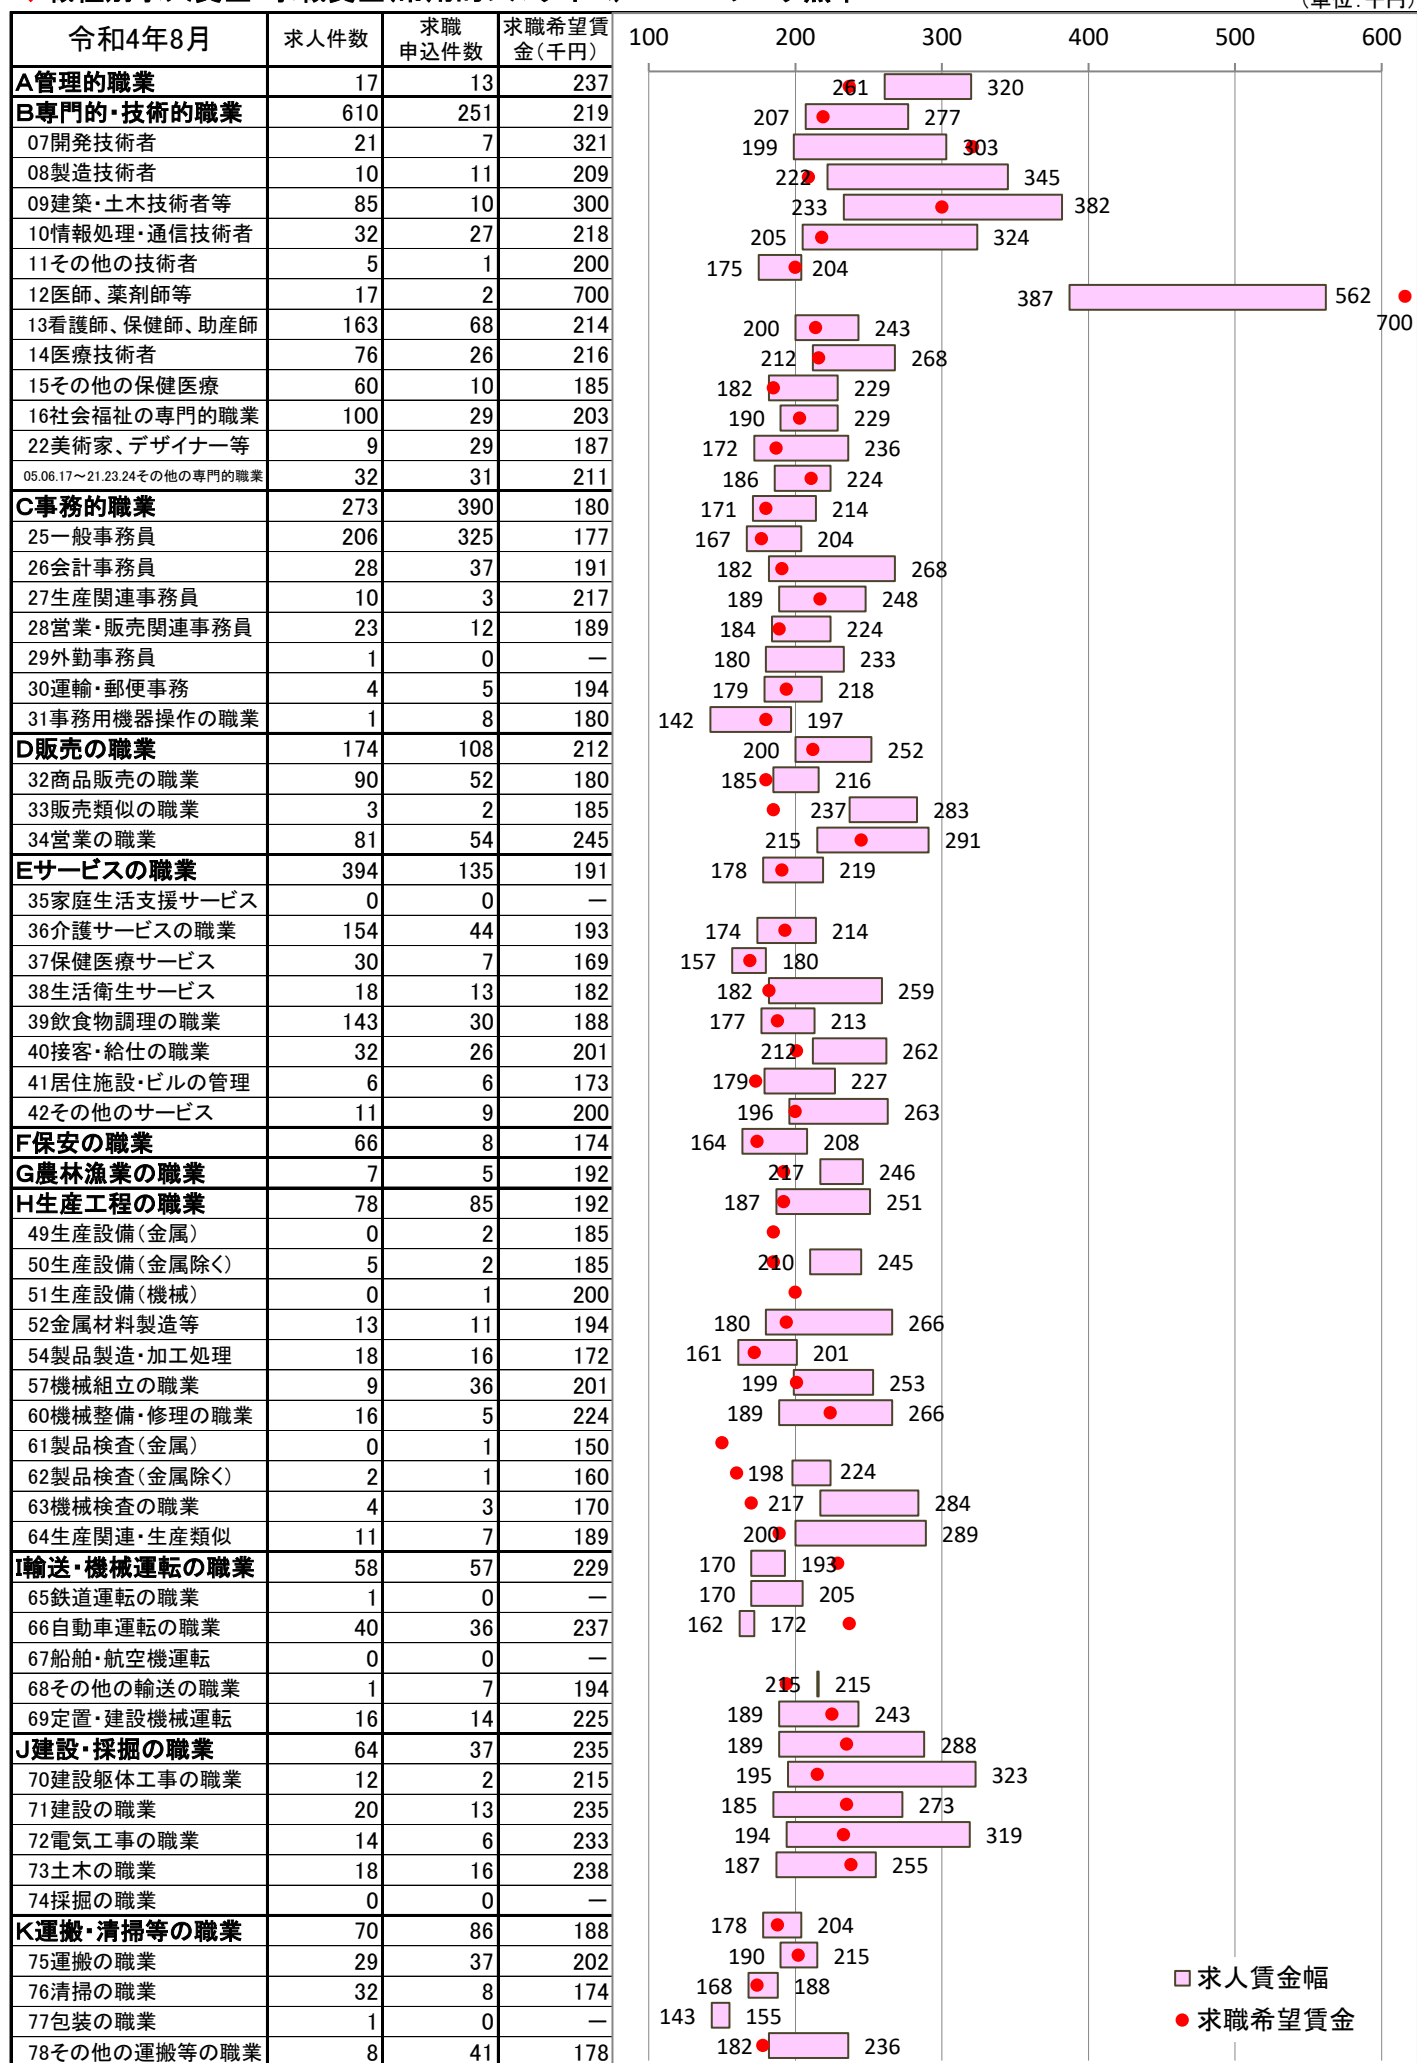 令和4年8月 求人件数 求職申込件数 求職希望賃金(千円) 100 200 300 400 500 600
A管理的職業 17 13 237 261 320
B専門的・技術的職業 610 251 219 207 277
07開発技術者 21 7 321 199 303
08製造技術者 10 11 209 222 345
09建築・土木技術者等 85 10 300 233 382
10情報処理・通信技術者 32 27 218 205 324
11その他の技術者 5 1 200 175 204
12医師、薬剤師等 17 2 700 387 562 700
13看護師、保健師、助産師 163 68 214 200 243
14医療技術者 76 26 216 212 268
15その他の保健医療 60 10 185 182 229
16社会福祉の専門的職業 100 29 203 190 229
22美術家、デザイナー等 9 29 187 172 236
05.06.17～21.23.24その他の専門的職業 32 31 211 186 224
C事務的職業 273 390 180 171 214
25一般事務員 206 325 177 167 204
26会計事務員 28 37 191 182 268
27生産関連事務員 10 3 217 189 248
28営業・販売関連事務員 23 12 189 184 224
29外勤事務員 1 0 － 180 233
30運輸・郵便事務 4 5 194 179 218
31事務用機器操作の職業 1 8 180 142 197
D販売の職業 174 108 212 200 252
32商品販売の職業 90 52 180 185 216
33販売類似の職業 3 2 185 237 283
34営業の職業 81 54 245 215 291
Eサービスの職業 394 135 191 178 219
35家庭生活支援サービス 0 0 －
36介護サービスの職業 154 44 193 174 214
37保健医療サービス 30 7 169 157 180
38生活衛生サービス 18 13 182 182 259
39飲食物調理の職業 143 30 188 177 213
40接客・給仕の職業 32 26 201 212 262
41居住施設・ビルの管理 6 6 173 179 227
42その他のサービス 11 9 200 196 263
F保安の職業 66 8 174 164 208
G農林漁業の職業 7 5 192 217 246
H生産工程の職業 78 85 192 187 251
49生産設備(金属) 0 2 185
50生産設備(金属除く) 5 2 185 210 245
51生産設備(機械) 0 1 200
52金属材料製造等 13 11 194 180 266
54製品製造・加工処理 18 16 172 161 201
57機械組立の職業 9 36 201 199 253
60機械整備・修理の職業 16 5 224 189 266
61製品検査(金属) 0 1 150
62製品検査(金属除く) 2 1 160 198 224
63機械検査の職業 4 3 170 217 284
64生産関連・生産類似 11 7 189 200 289
I輸送・機械運転の職業 58 57 229 170 193
65鉄道運転の職業 1 0 － 170 205
66自動車運転の職業 40 36 237 162 172
67船舶・航空機運転 0 0 －
68その他の輸送の職業 1 7 194 215 215
69定置・建設機械運転 16 14 225 189 243
J建設・採掘の職業 64 37 235 189 288
70建設躯体工事の職業 12 2 215 195 323
71建設の職業 20 13 235 185 273
72電気工事の職業 14 6 233 194 319
73土木の職業 18 16 238 187 255
74採掘の職業 0 0 －
K運搬・清掃等の職業 70 86 188 178 204
75運搬の職業 29 37 202 190 215
76清掃の職業 32 8 174 168 188
77包装の職業 1 0 － 143 155
78その他の運搬等の職業 8 41 178 182 236
求人賃金幅
求職希望賃金